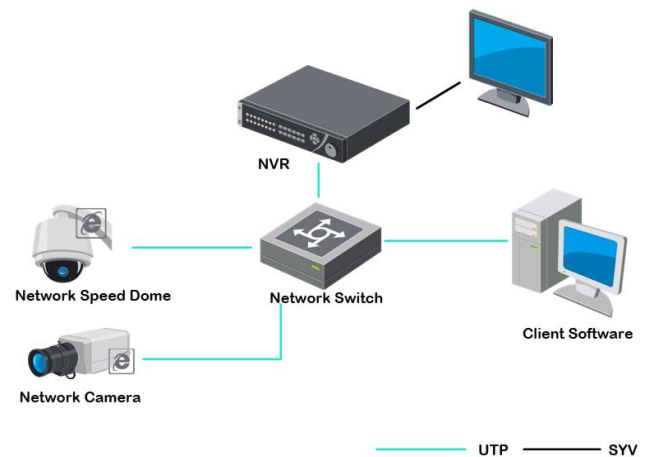 NVR
Network Speed Dome
Network Switch
Client Software
Network Camera
UTP
SYV